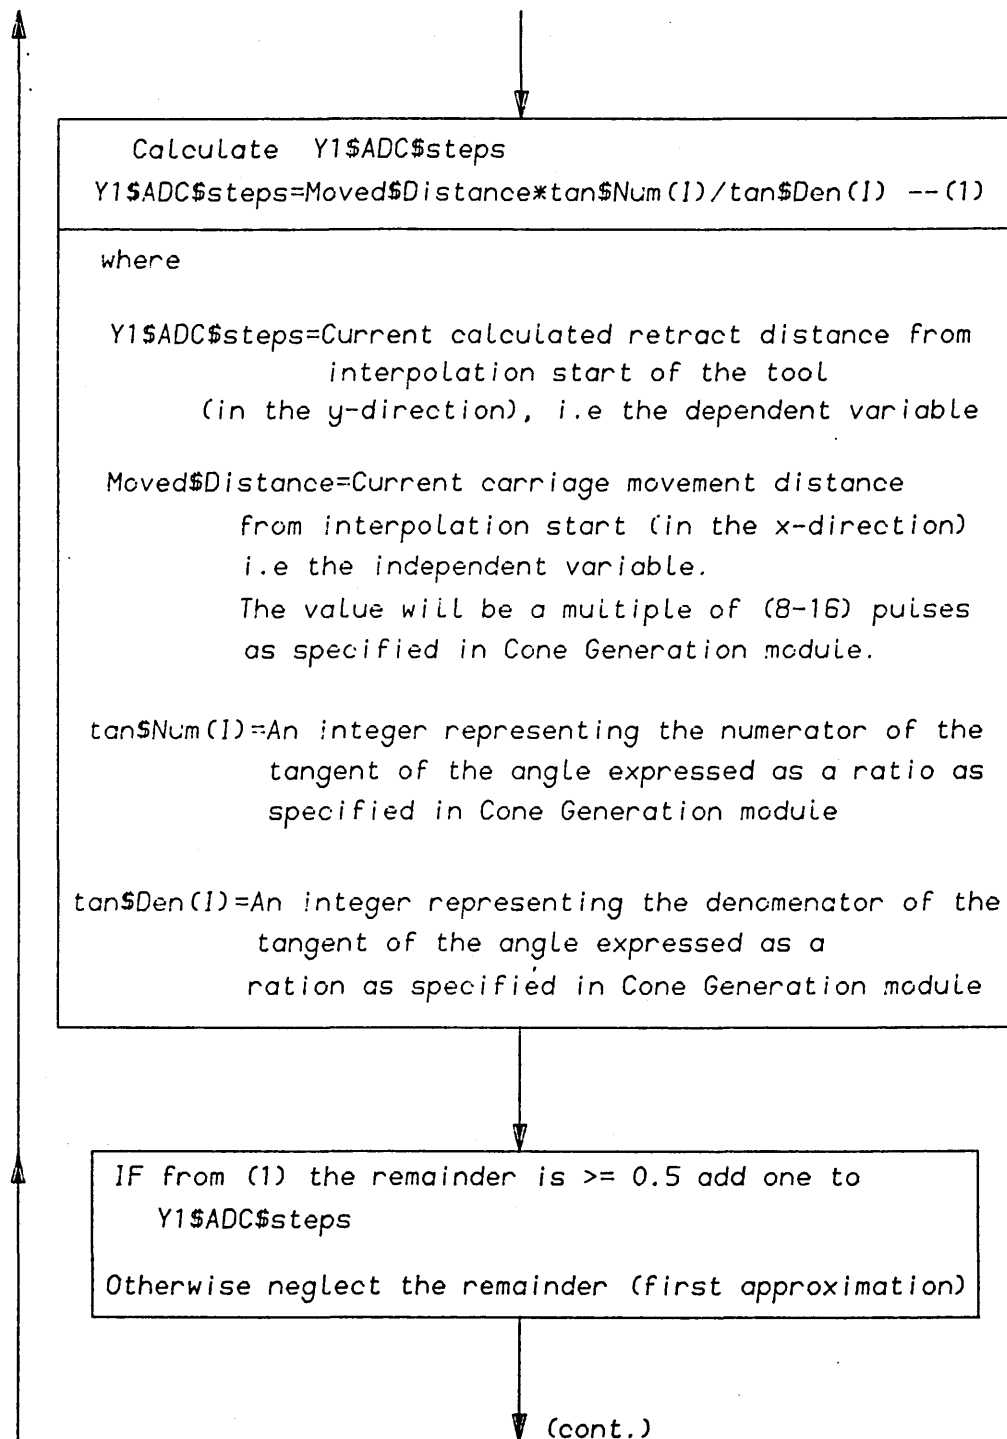 Calculate Y1$ADC$steps
Y1$ADC$steps=Moved$Distance*tan$Num(I)/tan$Den(I) --(1)
where
Y1$ADC$steps=Current calculated retract distance from
interpolation start of the tool
(in the y-direction), i.e the dependent variable
Moved$Distance=Current carriage movement distance
from interpolation start (in the x-direction)
i.e the independent variable.
The value will be a multiple of (8-16) pulses
as specified in Cone Generation module.
tan$Num(I)=An integer representing the numerator of the
tangent of the angle expressed as a ratio as
specified in Cone Generation module
tan$Den(I)=An integer representing the denomenator of the
tangent of the angle expressed as a
ration as specified in Cone Generation module
IF from (1) the remainder is >= 0.5 add one to
Y1$ADC$steps
Otherwise neglect the remainder (first approximation)
(cont.)